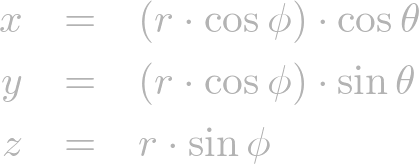 x = (r · cos ϕ) · cos θ
y = (r · cos ϕ) · sin θ
z = r · sin ϕ